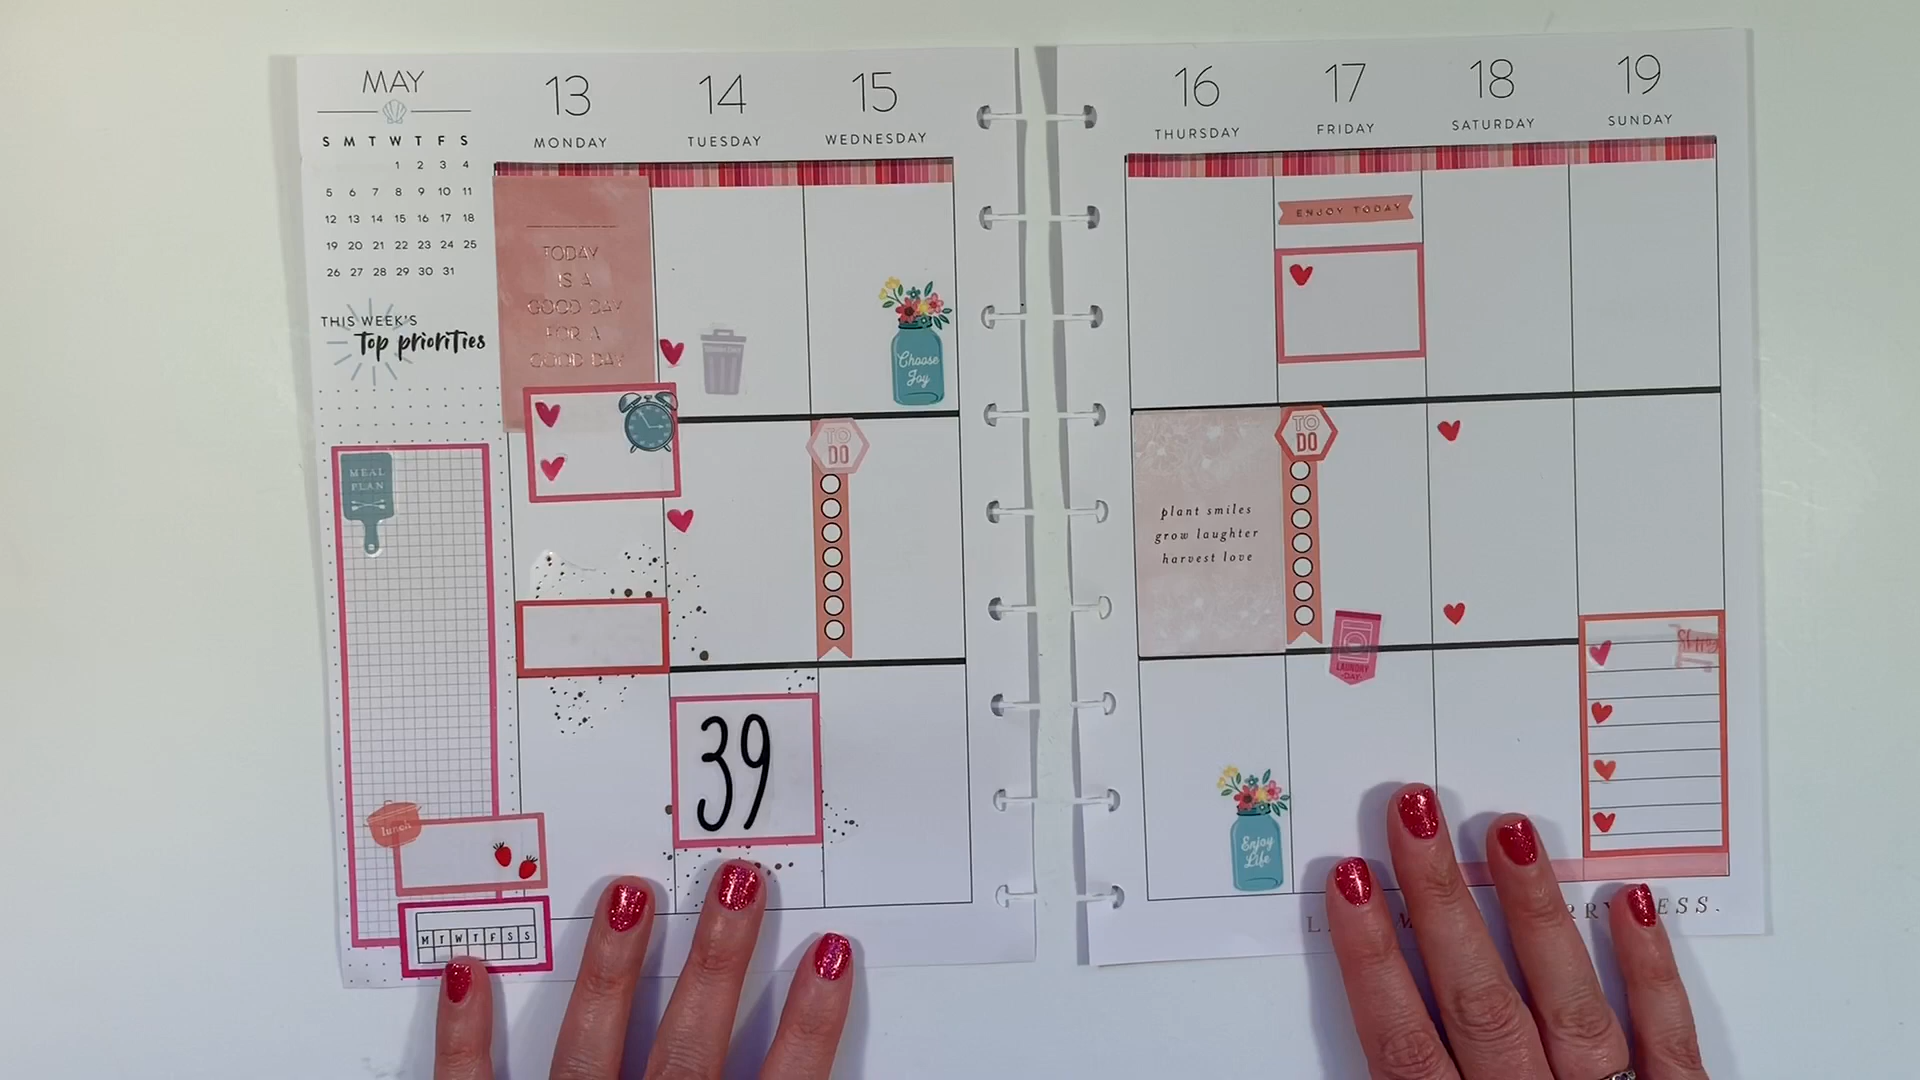 MAY
S M T W T F S
1 2 3 4
5 6 7 8 9 10 11
12 13 14 15 16 17 18
19 20 21 22 23 24 25
26 27 28 29 30 31
THIS WEEK'S
top priorities
MEAL
PLAN
lunch
M T W T F S S
13
MONDAY
TODAY
IS A
GOOD DAY
FOR A
GOOD DAY
14
TUESDAY
39
15
WEDNESDAY
Choose
Joy
TO
DO
16
THURSDAY
plant smiles
grow laughter
harvest love
Enjoy
Life
17
FRIDAY
ENJOY TODAY
TO
DO
LAUNDRY
DAY
18
SATURDAY
19
SUNDAY